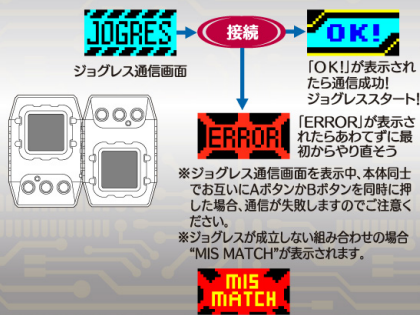 JOGRES
接続
OK!
ジョグレス通信画面
「OK!」が表示され
たら通信成功!
ジョグレススタート!
ERROR
「ERROR」が表示さ
れたらあわてずに最
初からやり直そう
※ジョグレス通信画面を表示中、本体同士
でお互いにAボタンかBボタンを同時に押
した場合、通信が失敗しますのでご注意く
ださい。
※ジョグレスが成立しない組み合わせの場合
“MIS MATCH”が表示されます。
MIS
MATCH